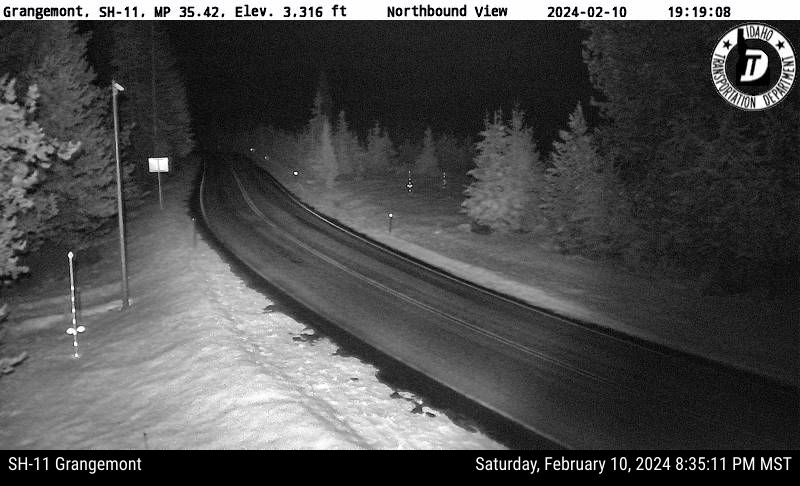 Grangemont, SH-11, MP 35.42, Elev. 3,316 ft Northbound View 2024-02-10 19:19:08
IDAHO
TRANSPORTATION DEPARTMENT
SH-11 Grangemont Saturday, February 10, 2024 8:35:11 PM MST